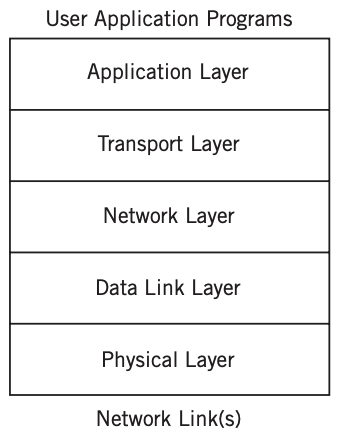 User Application Programs
Application Layer
Transport Layer
Network Layer
Data Link Layer
Physical Layer
Network Link(s)